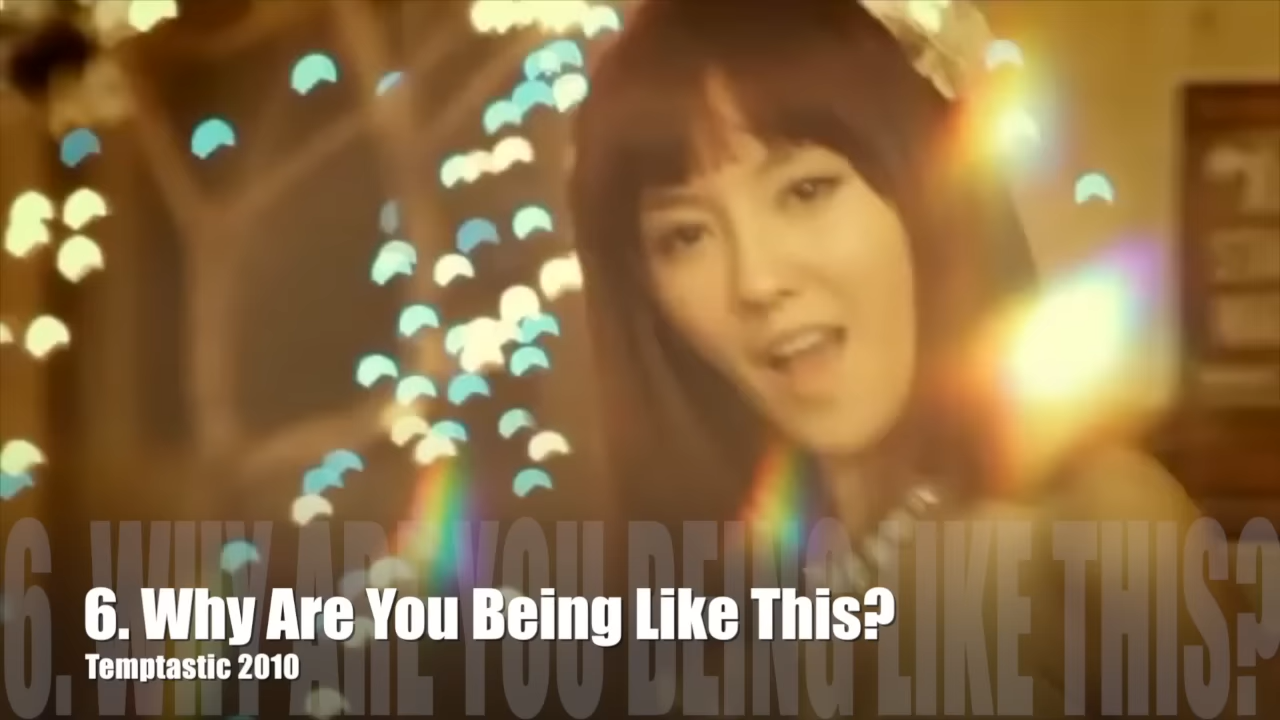 6. WHY ARE YOU BEING LIKE THIS?
6. Why Are You Being Like This?
Temptastic 2010